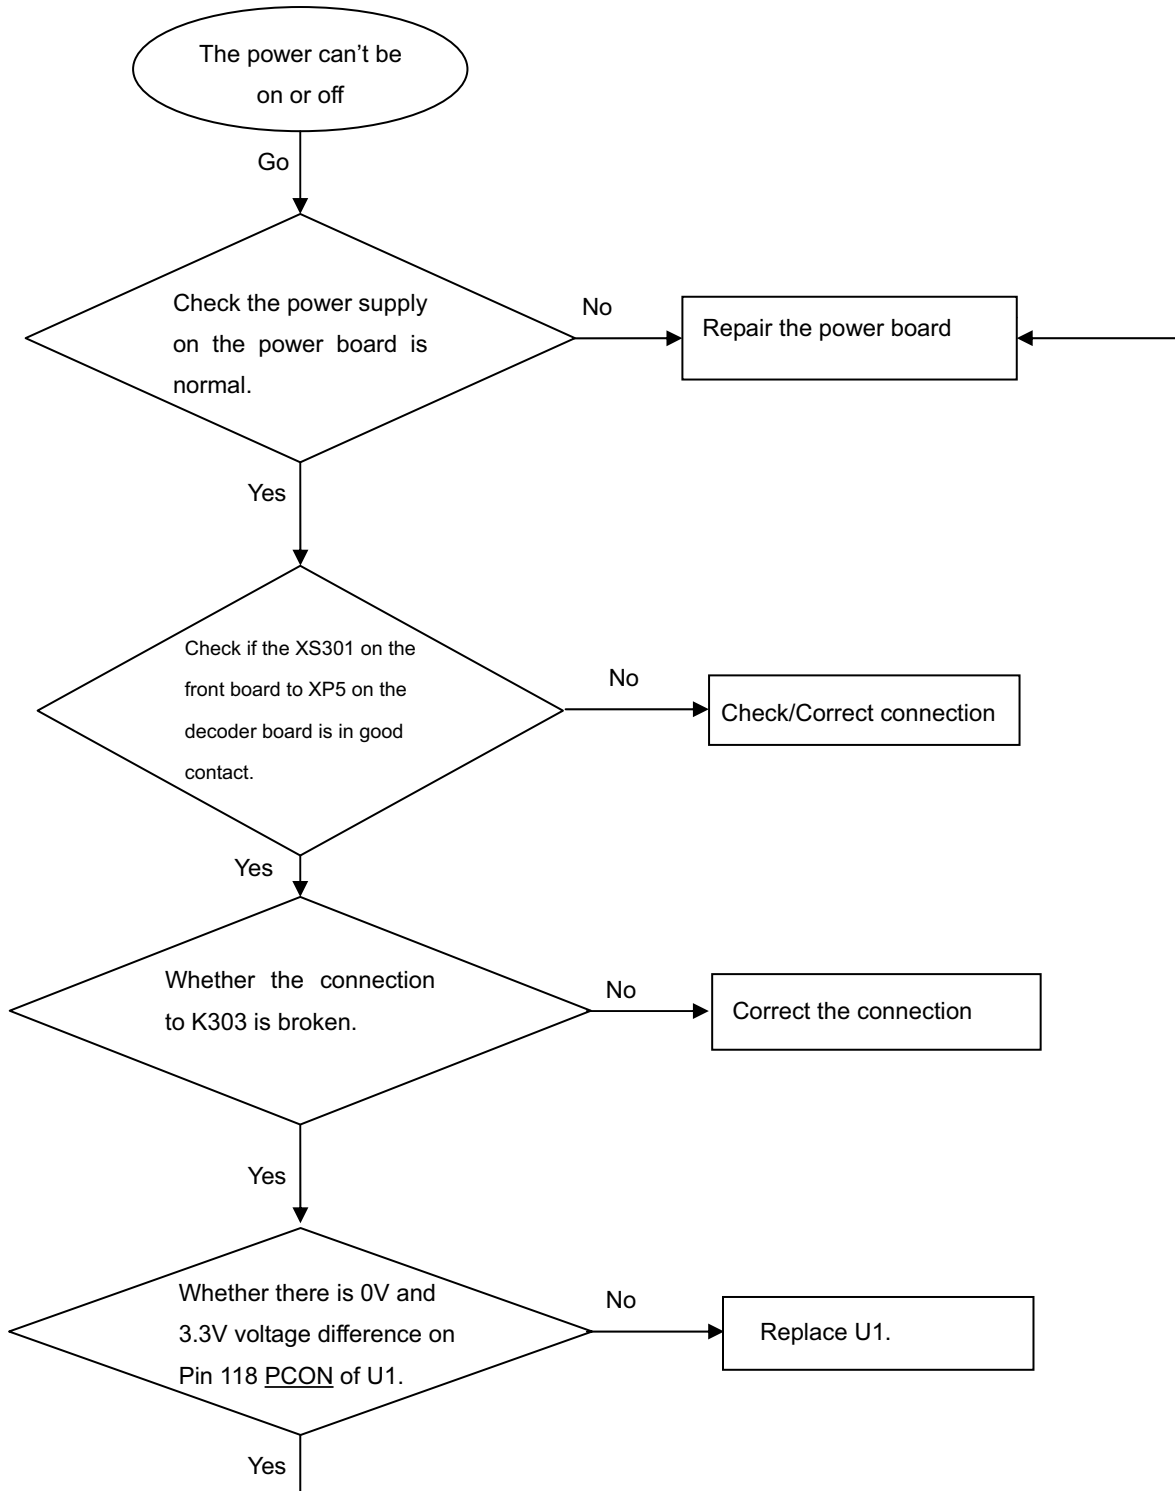 The power can't be
on or off
Go
Check the power supply
on the power board is
normal.
No
Repair the power board
Yes
Check if the XS301 on the
front board to XP5 on the
decoder board is in good
contact.
No
Check/Correct connection
Yes
Whether the connection
to K303 is broken.
No
Correct the connection
Yes
Whether there is 0V and
3.3V voltage difference on
Pin 118 PCON of U1.
No
Replace U1.
Yes